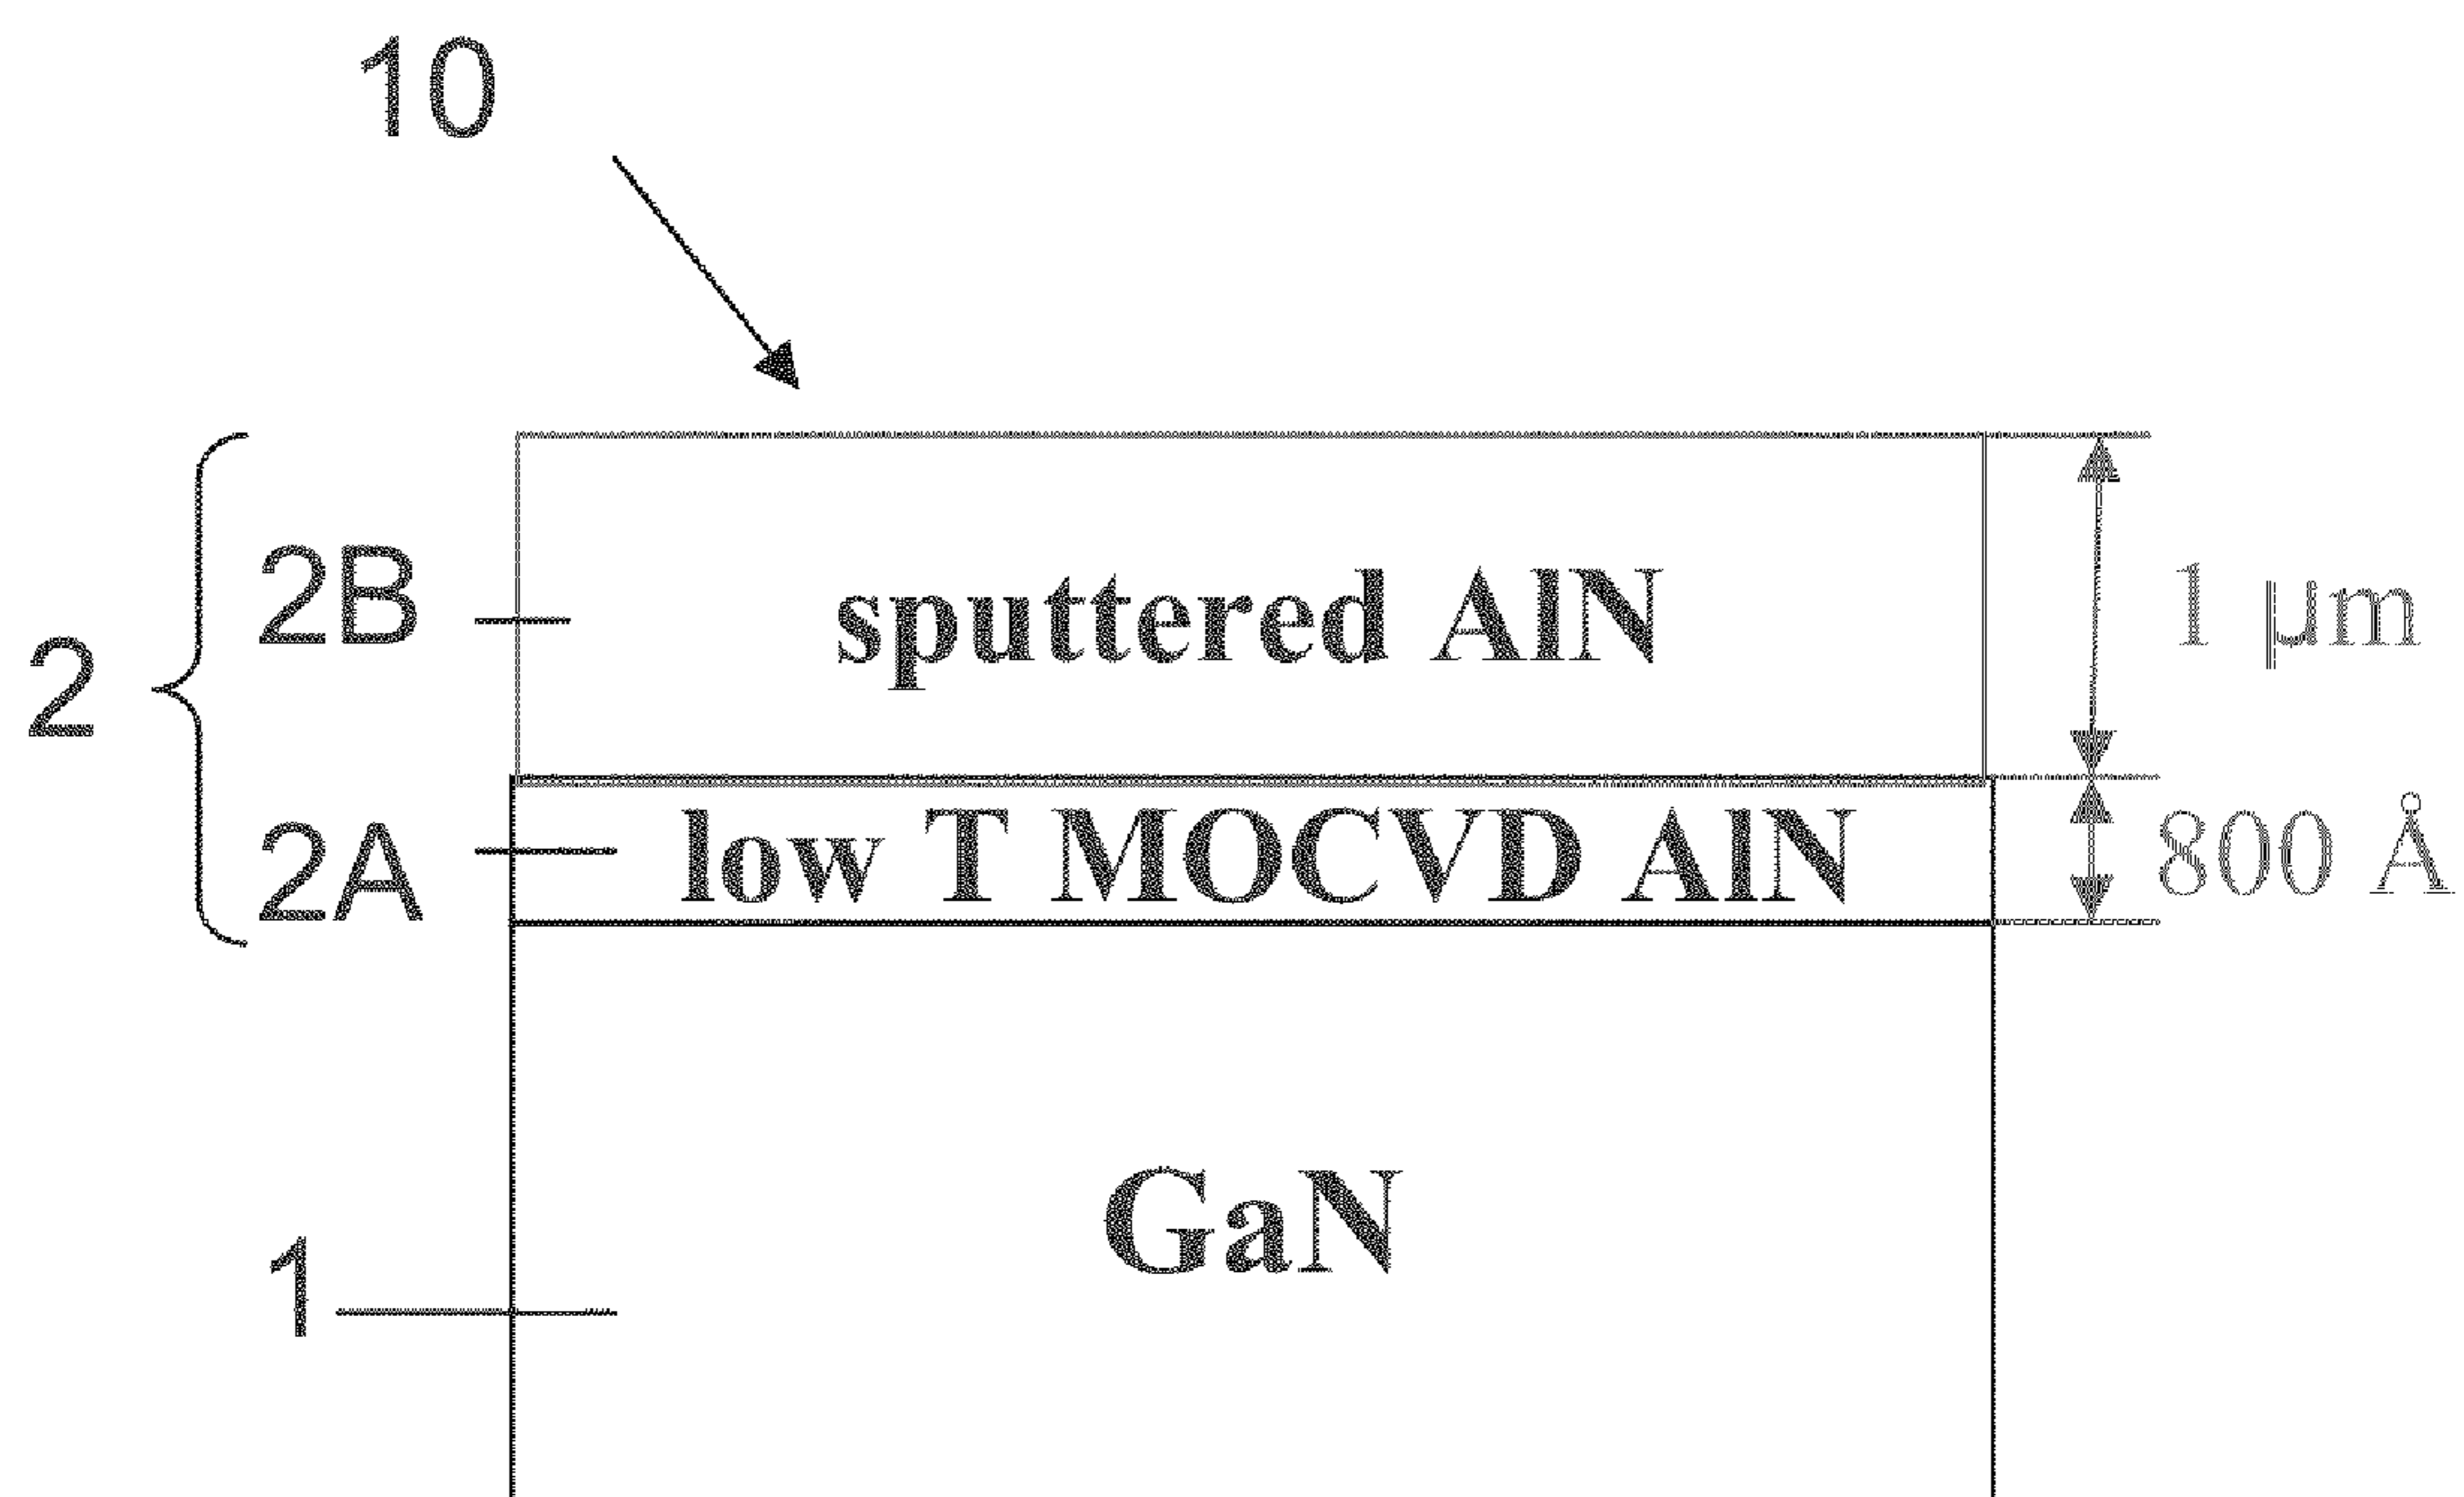 10
2B
sputtered AlN
1 μm
2
2A
low T MOCVD AlN
800 Å
GaN
1